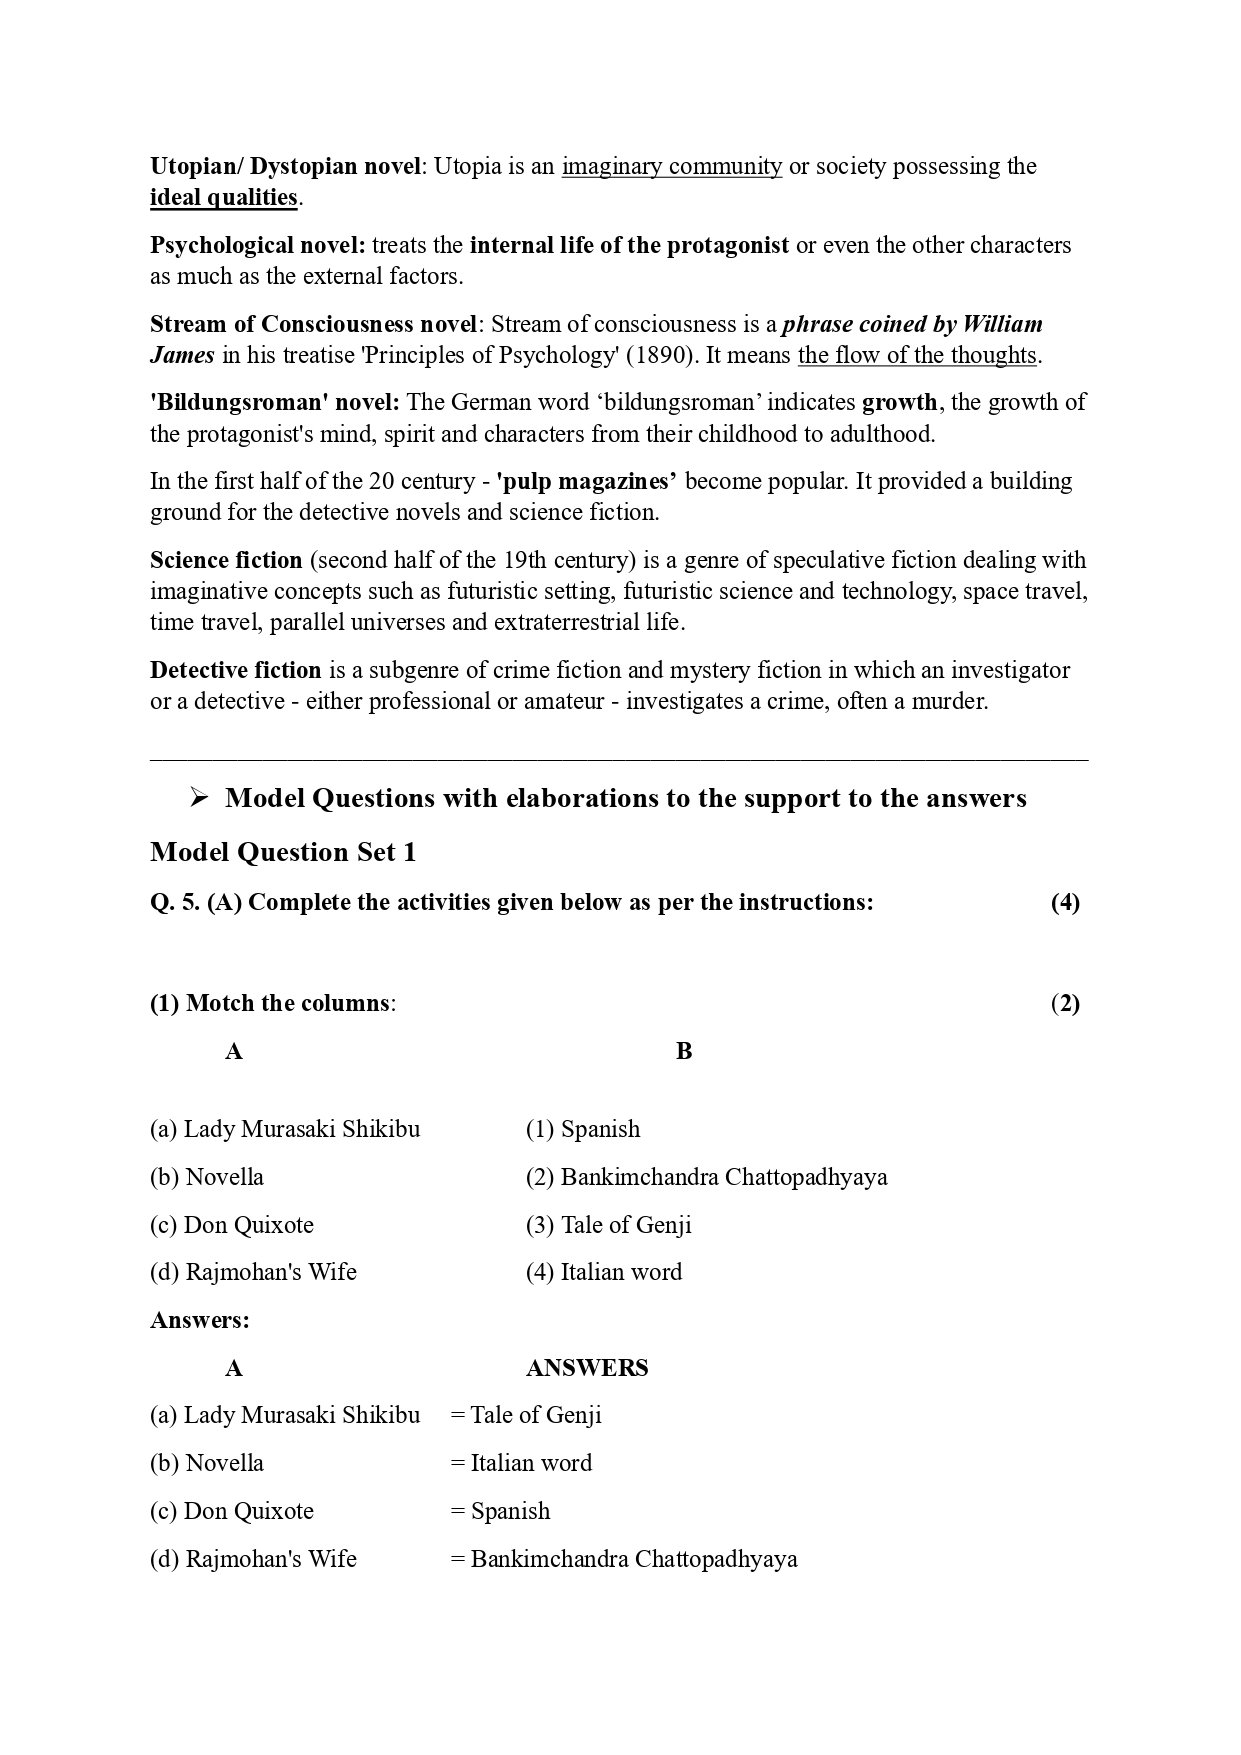 Utopian/ Dystopian novel: Utopia is an imaginary community or society possessing the
ideal qualities.
Psychological novel: treats the internal life of the protagonist or even the other characters
as much as the external factors.
Stream of Consciousness novel: Stream of consciousness is a phrase coined by William
James in his treatise 'Principles of Psychology' (1890). It means the flow of the thoughts.
'Bildungsroman' novel: The German word ‘bildungsroman’ indicates growth, the growth of
the protagonist's mind, spirit and characters from their childhood to adulthood.
In the first half of the 20 century - 'pulp magazines’ become popular. It provided a building
ground for the detective novels and science fiction.
Science fiction (second half of the 19th century) is a genre of speculative fiction dealing with
imaginative concepts such as futuristic setting, futuristic science and technology, space travel,
time travel, parallel universes and extraterrestrial life.
Detective fiction is a subgenre of crime fiction and mystery fiction in which an investigator
or a detective - either professional or amateur - investigates a crime, often a murder.
➢ Model Questions with elaborations to the support to the answers
Model Question Set 1
Q. 5. (A) Complete the activities given below as per the instructions: (4)
(1) Motch the columns: (2)
A B
(a) Lady Murasaki Shikibu (1) Spanish
(b) Novella (2) Bankimchandra Chattopadhyaya
(c) Don Quixote (3) Tale of Genji
(d) Rajmohan's Wife (4) Italian word
Answers:
A ANSWERS
(a) Lady Murasaki Shikibu = Tale of Genji
(b) Novella = Italian word
(c) Don Quixote = Spanish
(d) Rajmohan's Wife = Bankimchandra Chattopadhyaya